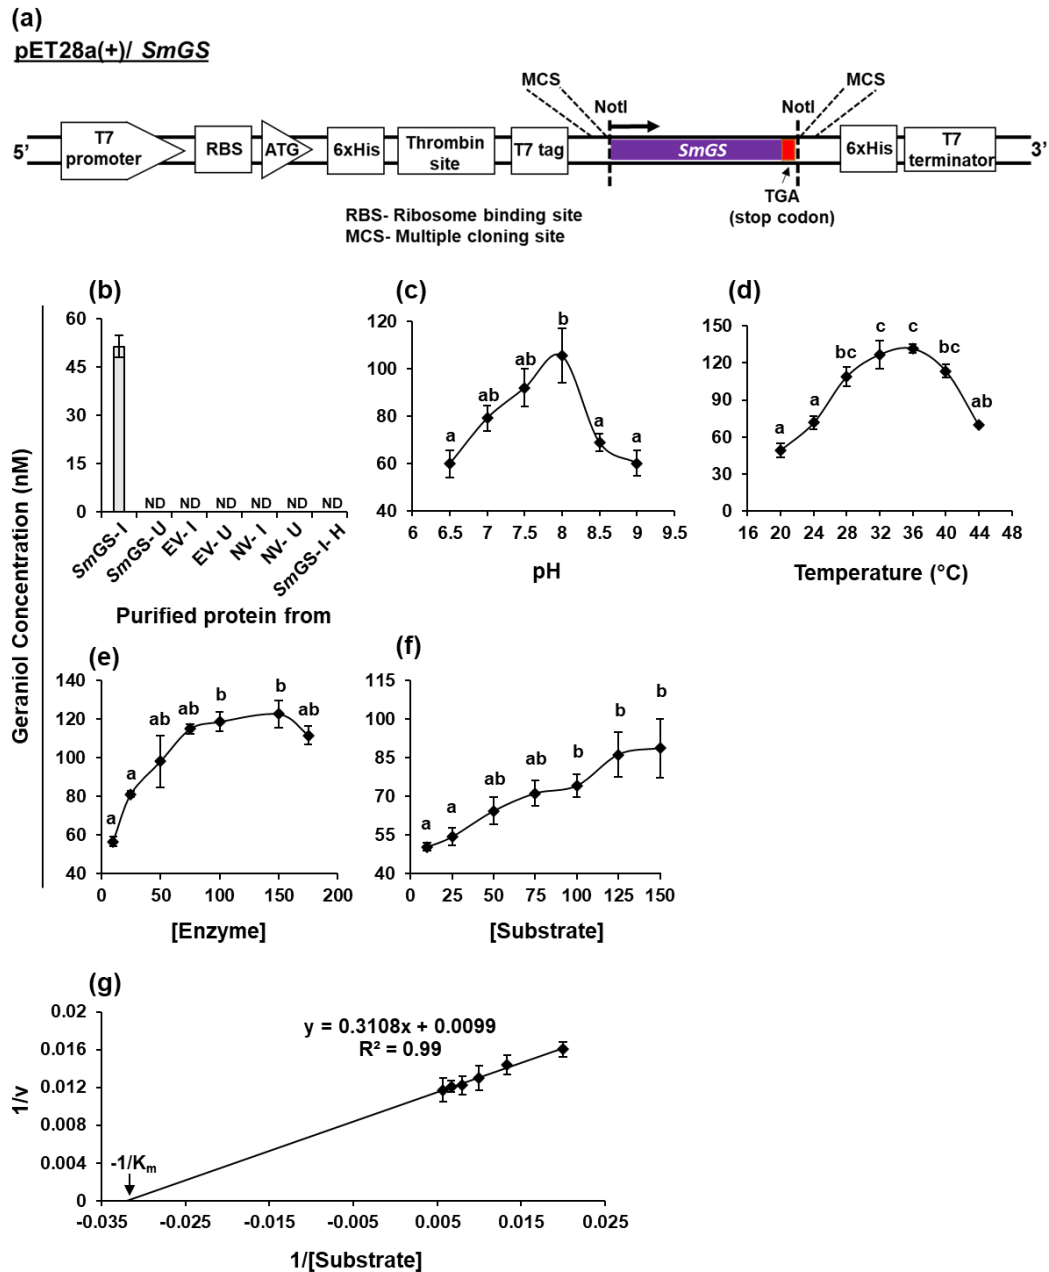 (a)
pET28a(+)/ SmGS
MCS
MCS
NotI
NotI
5’
T7 promoter
RBS
ATG
6xHis
Thrombin site
T7 tag
SmGS
6xHis
T7 terminator
3’
TGA
(stop codon)
RBS- Ribosome binding site
MCS- Multiple cloning site
Geraniol Concentration (nM)
(b)
60
45
30
15
0
ND
ND
ND
ND
ND
ND
SmGS-I
SmGS-U
EV-I
EV-U
NV-I
NV-U
SmGS-I-H
Purified protein from
(c)
120
100
80
60
40
a
ab
ab
b
a
a
6.5
7
7.5
8
8.5
9
9.5
pH
(d)
150
120
90
60
30
0
a
a
bc
c
c
bc
ab
16
20
24
28
32
36
40
44
48
Temperature (°C)
(e)
140
120
100
80
60
40
a
a
ab
ab
b
b
ab
0
50
100
150
200
[Enzyme]
(f)
115
100
85
70
55
40
a
a
ab
ab
b
b
b
0
25
50
75
100
125
150
[Substrate]
(g)
0.02
0.016
0.012
0.008
0.004
0
1/v
y = 0.3108x + 0.0099
R² = 0.99
-1/Km
-0.035
-0.025
-0.015
-0.005
0.005
0.015
0.025
1/[Substrate]